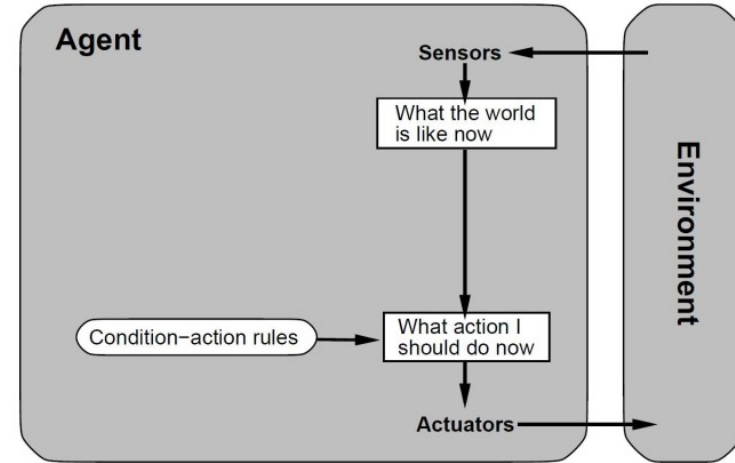 Agent
Sensors
What the world
is like now
Environment
Condition−action rules
What action I
should do now
Actuators